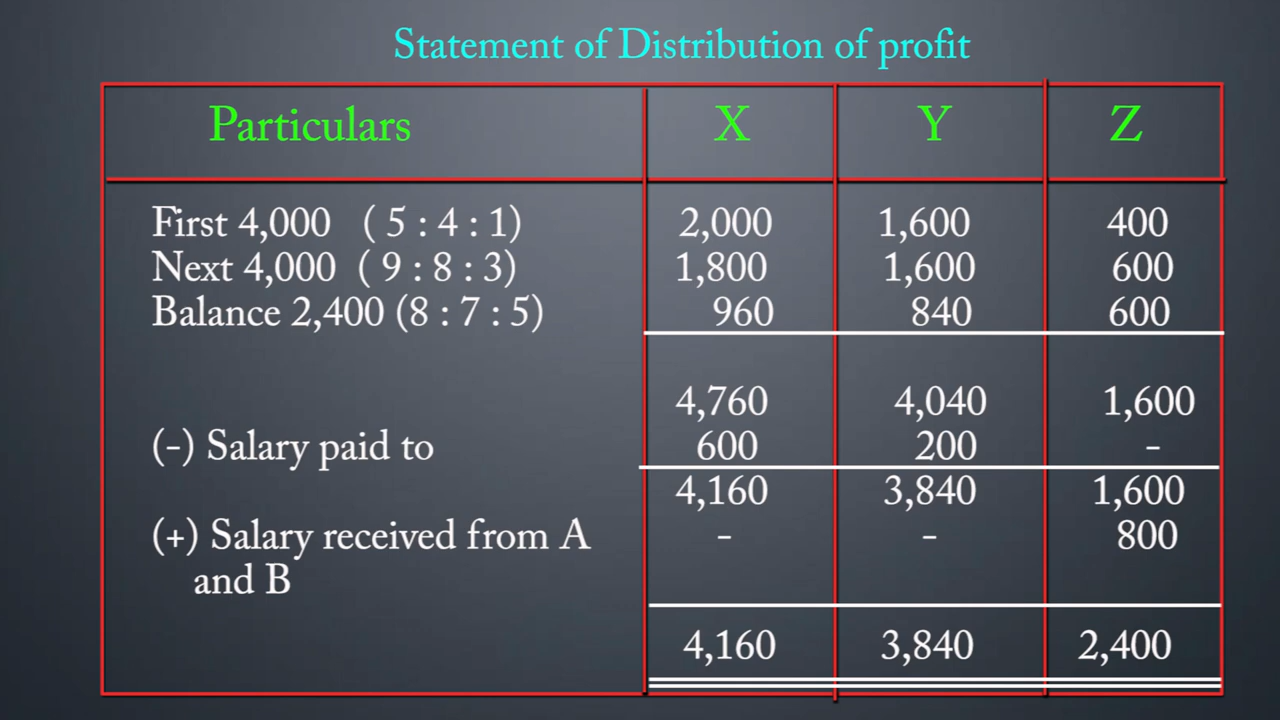 Statement of Distribution of profit
Particulars X Y Z
First 4,000 ( 5 : 4 : 1) 2,000 1,600 400
Next 4,000 ( 9 : 8 : 3) 1,800 1,600 600
Balance 2,400 (8 : 7 : 5) 960 840 600
4,760 4,040 1,600
(-) Salary paid to 600 200 -
4,160 3,840 1,600
(+) Salary received from A - - 800
and B
4,160 3,840 2,400